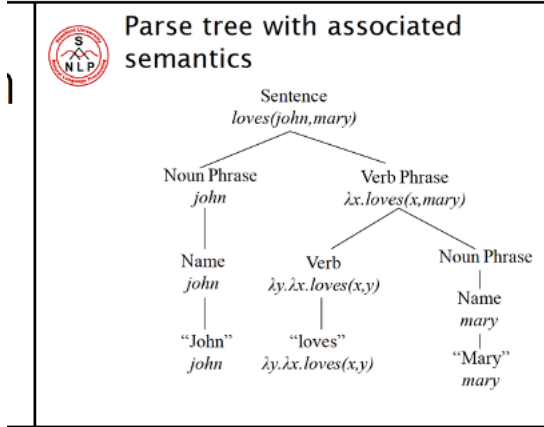 Parse tree with associated
semantics
S
NLP
Sentence
loves(john,mary)
Noun Phrase
john
Verb Phrase
λx.loves(x,mary)
Name
john
Verb
λy.λx.loves(x,y)
Noun Phrase
Name
mary
“John”
john
“loves”
λy.λx.loves(x,y)
“Mary”
mary